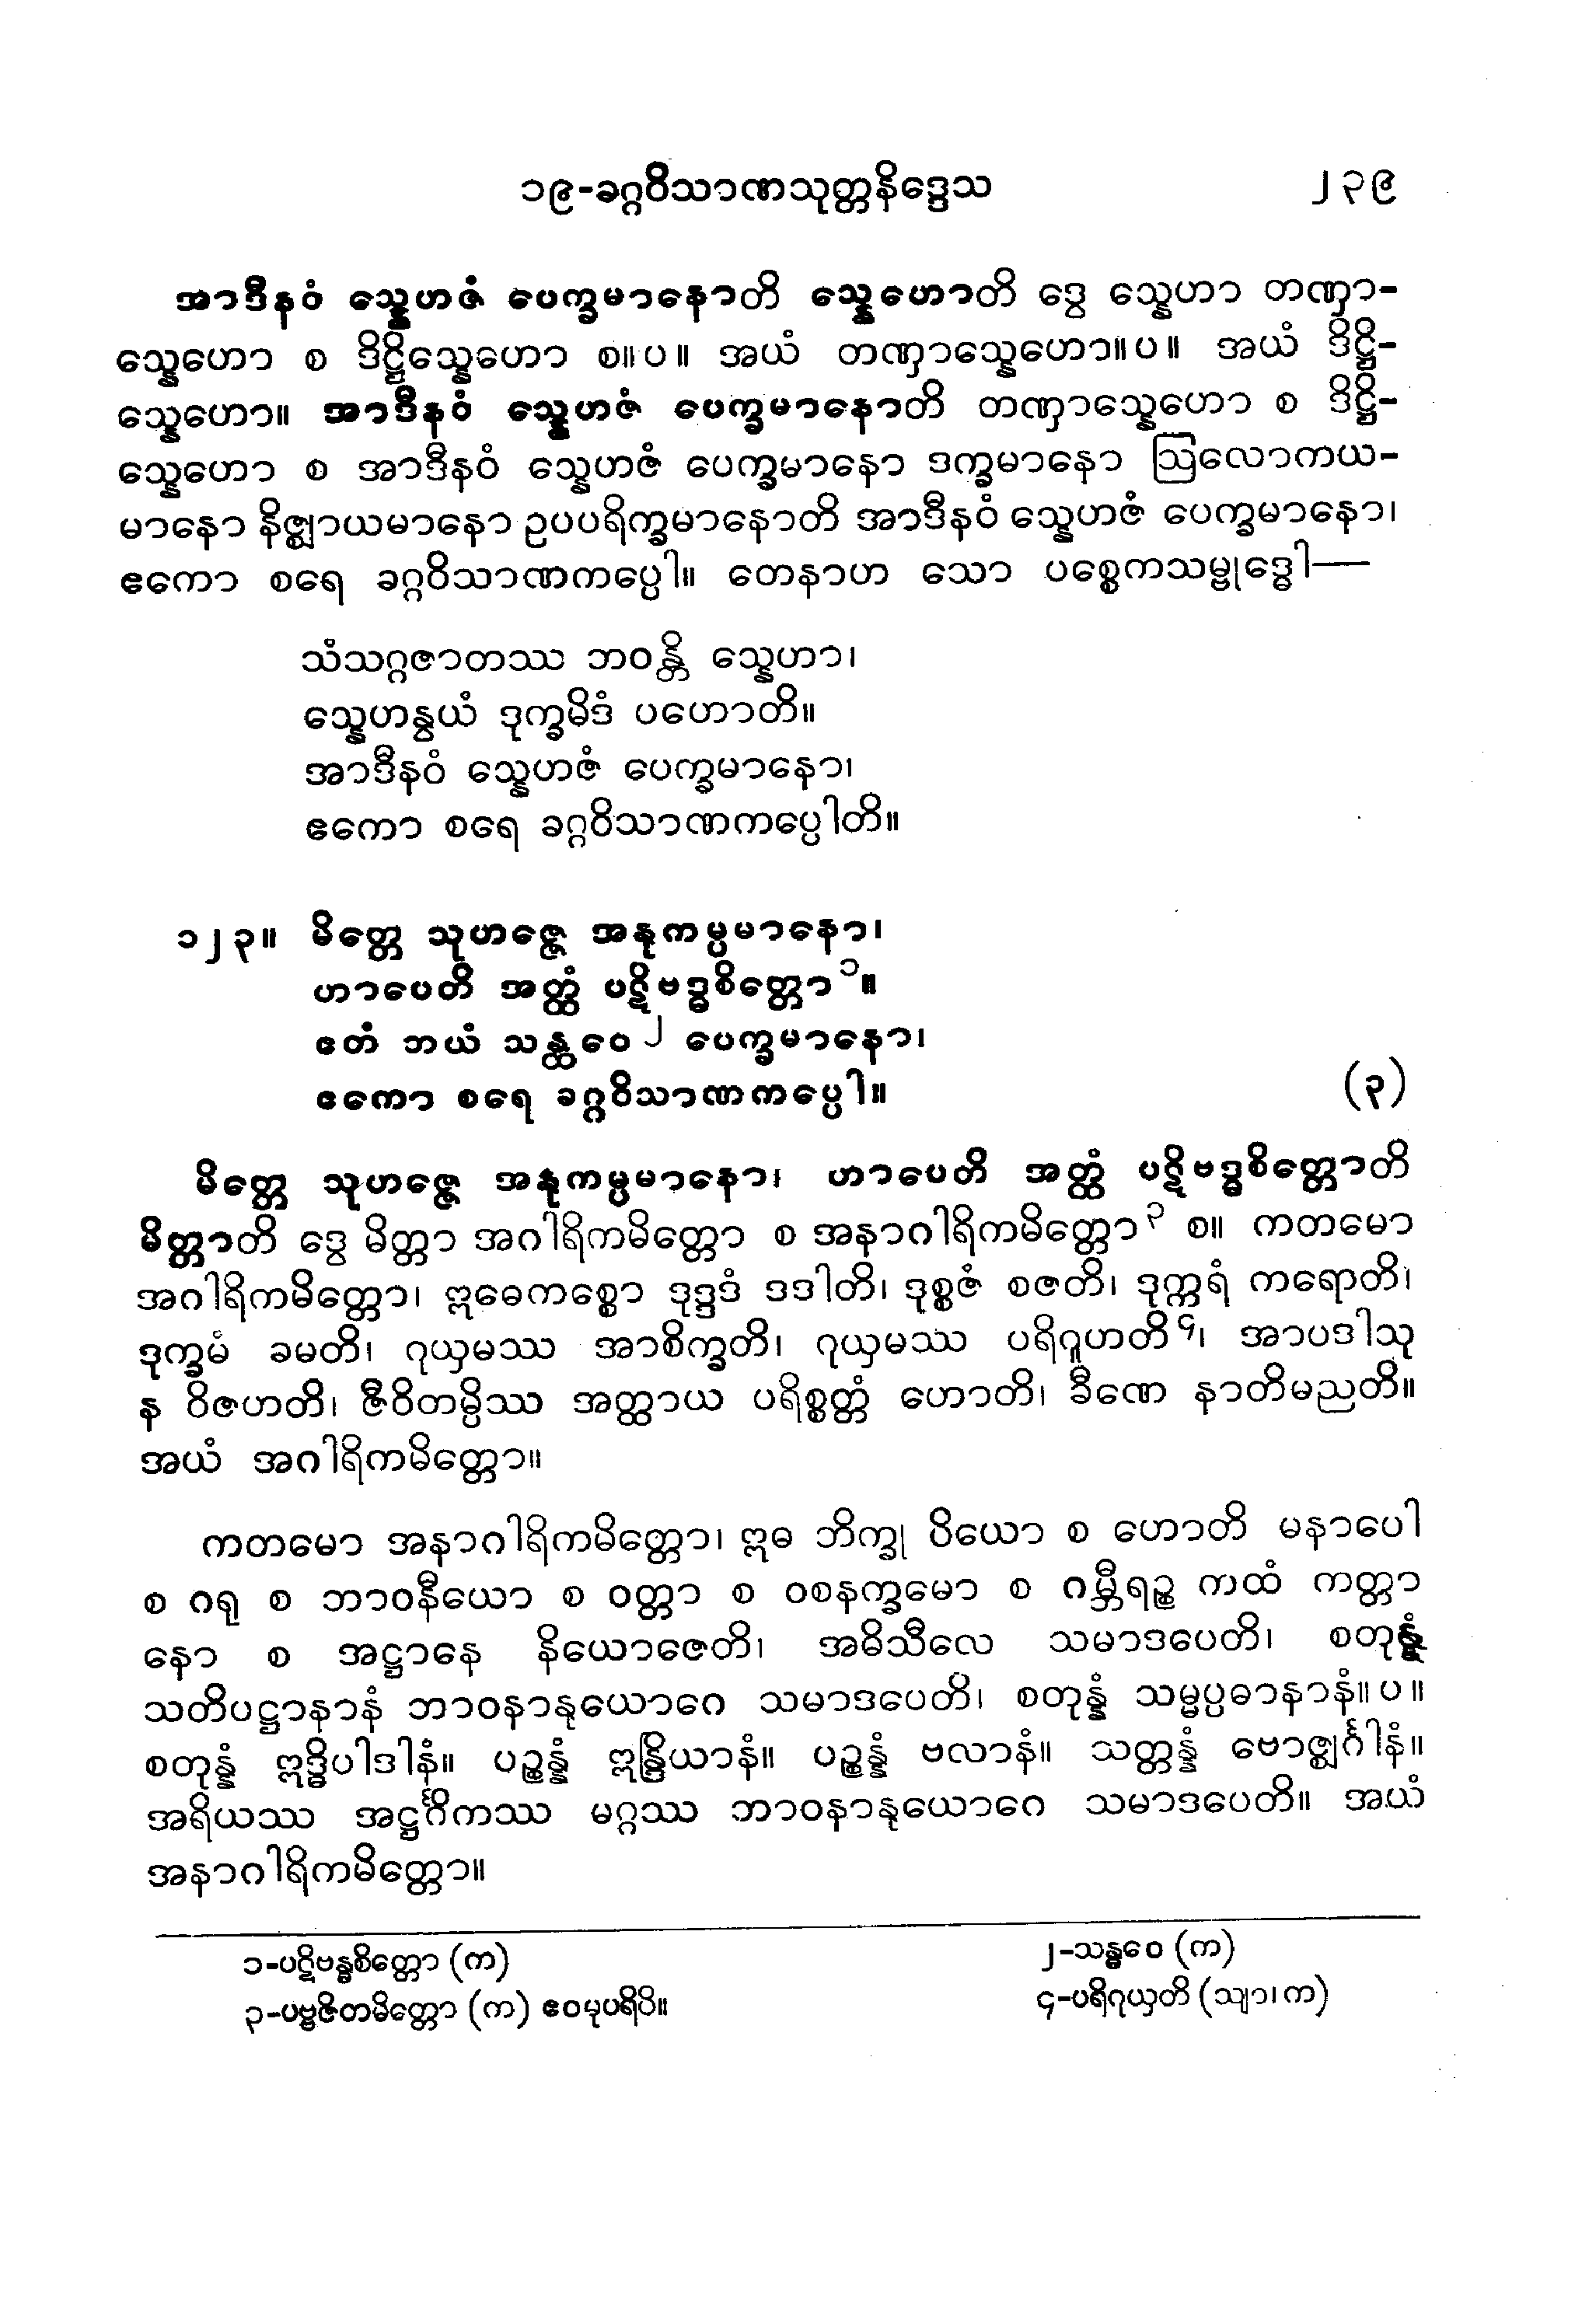 ၁၉-ခဂ္ဂဝိသာဏသုတ္တနိဒ္ဒေသ ၂၃၉
အာဒီနဝံ သ္နေဟဇံ ပေက္ခမာနောတိ သ္နေဟောတိ ဒွေ သ္နေဟာ တဏှာ-
သ္နေဟော စ ဒိဋ္ဌိသ္နေဟော စ။ပ။ အယံ တဏှာသ္နေဟော။ပ။ အယံ ဒိဋ္ဌိ-
သ္နေဟော။ အာဒီနဝံ သ္နေဟဇံ ပေက္ခမာနောတိ တဏှာသ္နေဟော စ ဒိဋ္ဌိ-
သ္နေဟော စ အာဒီနဝံ သ္နေဟဇံ ပေက္ခမာနော ဒက္ခမာနော ဩလောကယ-
မာနော နိဇ္ဈာယမာနော ဥပပရိက္ခမာနောတိ အာဒီနဝံ သ္နေဟဇံ ပေက္ခမာနော၊
ဧကော စရေ ခဂ္ဂဝိသာဏကပ္ပေါ။ တေနာဟ သော ပစ္စေကသမ္ဗုဒ္ဓေါ—
သံသဂ္ဂဇာတဿ ဘဝန္တိ သ္နေဟာ၊
သ္နေဟနွယံ ဒုက္ခမိဒံ ပဟောတိ။
အာဒီနဝံ သ္နေဟဇံ ပေက္ခမာနော၊
ဧကော စရေ ခဂ္ဂဝိသာဏကပ္ပေါတိ။
၁၂၃။ မိတ္တေ သုဟဇ္ဇေ အနုကမ္ပမာနော၊
ဟာပေတိ အတ္ထံ ပဋိဗဒ္ဓစိတ္တော၁။
ဧတံ ဘယံ သန္ထဝေ၂ ပေက္ခမာနော၊
ဧကော စရေ ခဂ္ဂဝိသာဏကပ္ပေါ။ (၃)
မိတ္တေ သုဟဇ္ဇေ အနုကမ္ပမာနော၊ ဟာပေတိ အတ္ထံ ပဋိဗဒ္ဓစိတ္တောတိ
မိတ္တာတိ ဒွေ မိတ္တာ အဂါရိကမိတ္တော စ အနာဂါရိကမိတ္တော၃ စ။ ကတမော
အဂါရိကမိတ္တော၊ ဣဓေကစ္စော ဒုဒ္ဒဒံ ဒဒါတိ၊ ဒုစ္စဇံ စဇတိ၊ ဒုက္ကရံ ကရောတိ၊
ဒုက္ခမံ ခမတိ၊ ဂုယှမဿ အာစိက္ခတိ၊ ဂုယှမဿ ပရိဂူဟတိ၄၊ အာပဒါသု
န ဝိဇဟတိ၊ ဇီဝိတမ္ပိဿ အတ္ထာယ ပရိစ္စတ္တံ ဟောတိ၊ ခီဏေ နာတိမညတိ။
အယံ အဂါရိကမိတ္တော။
ကတမော အနာဂါရိကမိတ္တော၊ ဣဓ ဘိက္ခု ပိယော စ ဟောတိ မနာပေါ
စ ဂရု စ ဘာဝနီယော စ ဝတ္တာ စ ဝစနက္ခမော စ ဂမ္ဘီရဉ္စ ကထံ ကတ္တာ
နော စ အဋ္ဌာနေ နိယောဇေတိ၊ အဓိသီလေ သမာဒပေတိ၊ စတုန္နံ
သတိပဋ္ဌာနာနံ ဘာဝနာနုယောဂေ သမာဒပေတိ၊ စတုန္နံ သမ္မပ္ပဓာနာနံ။ပ။
စတုန္နံ ဣဒ္ဓိပါဒါနံ။ ပဉ္စန္နံ ဣန္ဒြိယာနံ။ ပဉ္စန္နံ ဗလာနံ။ သတ္တန္နံ ဗောဇ္ဈင်္ဂါနံ။
အရိယဿ အဋ္ဌင်္ဂိကဿ မဂ္ဂဿ ဘာဝနာနုယောဂေ သမာဒပေတိ။ အယံ
အနာဂါရိကမိတ္တော။
၁-ပဋိဗန္ဓစိတ္တော (က) ၂-သန္ဓဝေ (က)
၃-ပဗ္ဗဇိတမိတ္တော (က) ဧဝမုပရိပိ။ ၄-ပရိဂုယှတိ (သျာ၊ က)